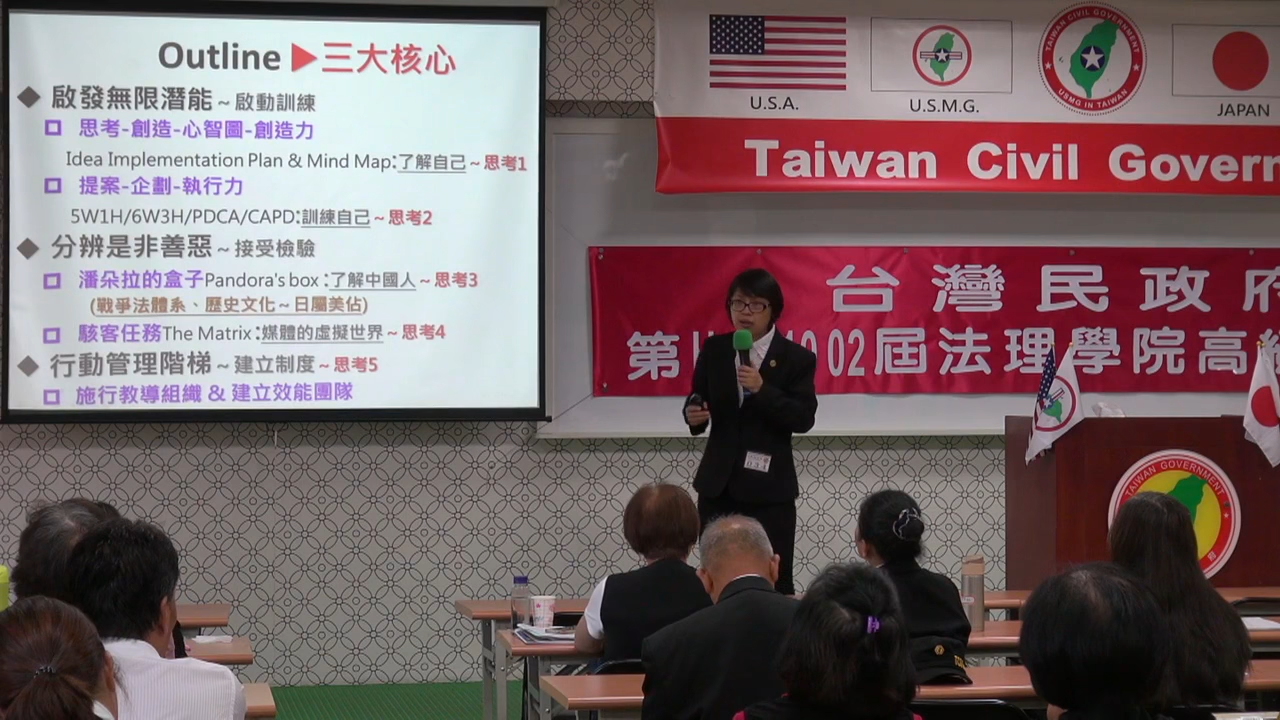 Outline ▶三大核心
◆ 啟發無限潛能～啟動訓練
思考-創造-心智圖-創造力
Idea Implementation Plan & Mind Map:了解自己～思考1
提案-企劃-執行力
5W1H/6W3H/PDCA/CAPD:訓練自己～思考2
◆ 分辨是非善惡～接受檢驗
潘朵拉的盒子Pandora's box :了解中國人～思考3
(戰爭法體系、歷史文化～日屬美佔)
駭客任務The Matrix:媒體的虛擬世界～思考4
◆ 行動管理階梯～建立制度～思考5
施行教導組織 & 建立效能團隊
TAIWAN CIVIL GOVERNMENT
USMG IN TAIWAN
U.S.A.
U.S.M.G.
JAPAN
Taiwan Civil Govern
台灣民政府
第
02屆法理學院高
TAIWAN GOVERNMENT